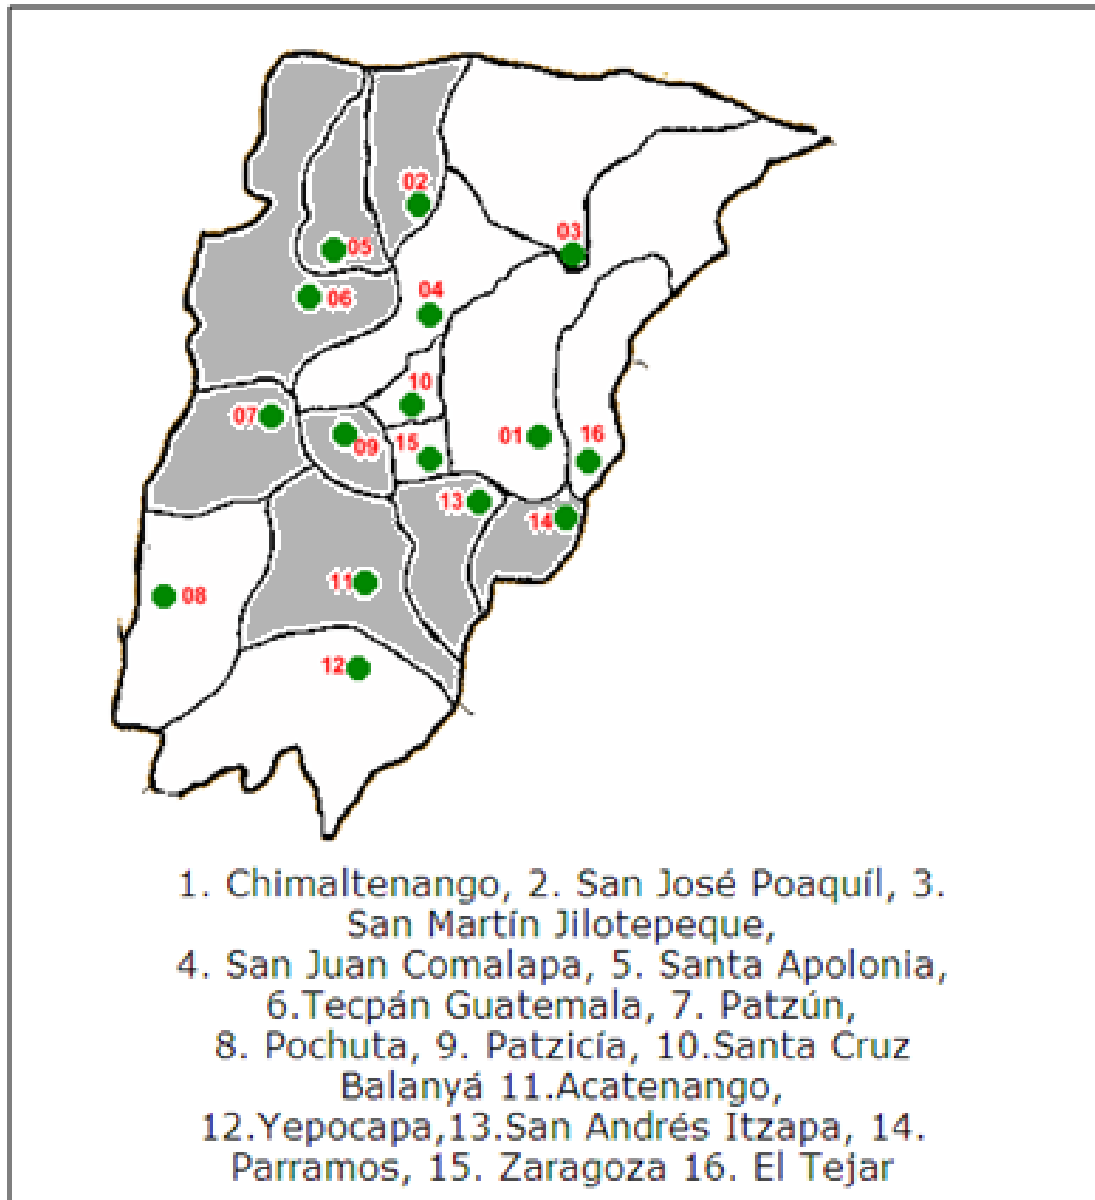 02
03
05
06
04
10
07
09
15
01
16
13
14
11
08
12
1. Chimaltenango, 2. San José Poaquíl, 3.
San Martín Jilotepeque,
4. San Juan Comalapa, 5. Santa Apolonia,
6.Tecpán Guatemala, 7. Patzún,
8. Pochuta, 9. Patzicía, 10.Santa Cruz
Balanyá 11.Acatenango,
12.Yepocapa,13.San Andrés Itzapa, 14.
Parramos, 15. Zaragoza 16. El Tejar